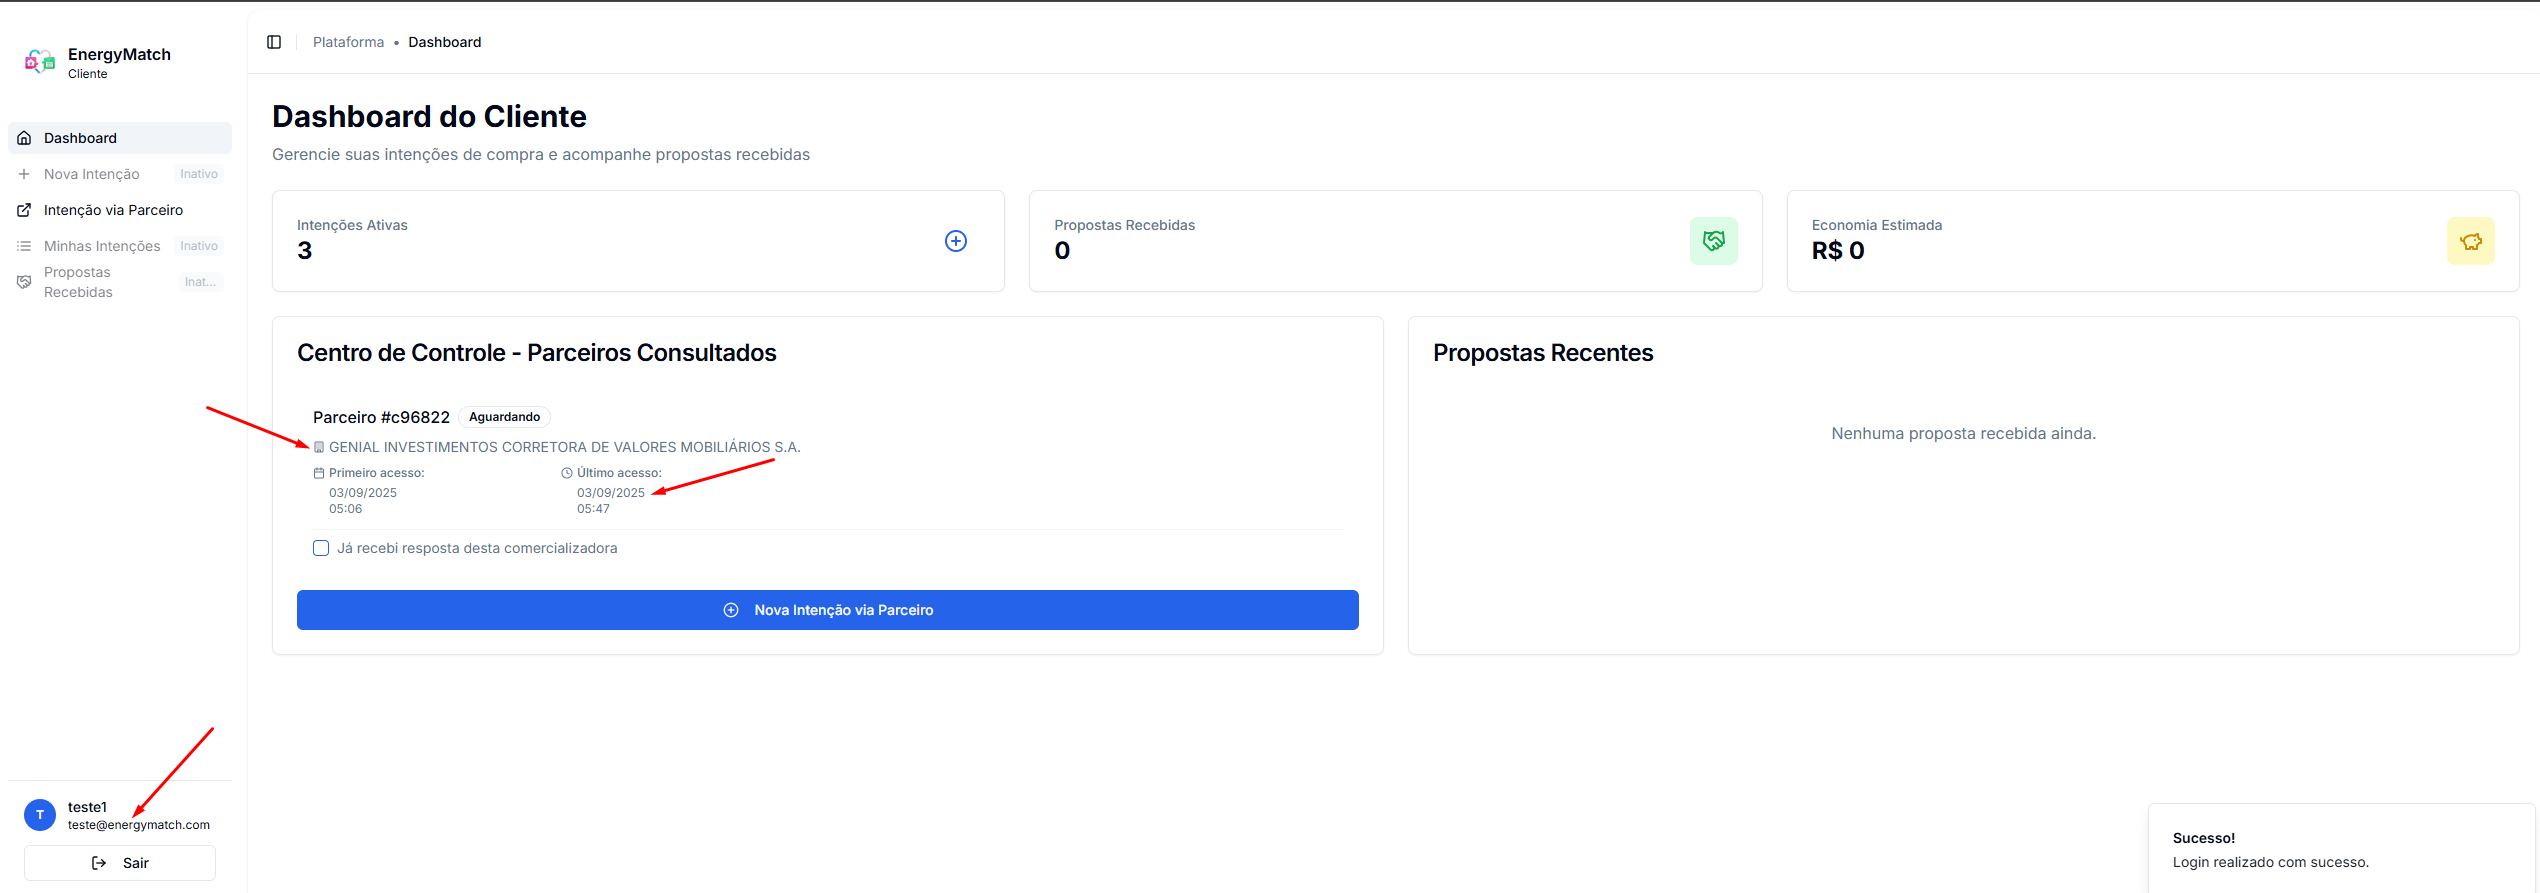 EnergyMatch
Cliente
Dashboard
Nova Intenção Inativo
Intenção via Parceiro
Minhas Intenções Inativo
Propostas
Recebidas Inat...
teste1
T
teste@energymatch.com
Sair
Plataforma • Dashboard
Dashboard do Cliente
Gerencie suas intenções de compra e acompanhe propostas recebidas
Intenções Ativas
3
Propostas Recebidas
0
Economia Estimada
R$ 0
Centro de Controle - Parceiros Consultados
Parceiro #c96822 Aguardando
GENIAL INVESTIMENTOS CORRETORA DE VALORES MOBILIÁRIOS S.A.
Primeiro acesso:
03/09/2025
05:06
Último acesso:
03/09/2025
05:47
Já recebi resposta desta comercializadora
Nova Intenção via Parceiro
Propostas Recentes
Nenhuma proposta recebida ainda.
Sucesso!
Login realizado com sucesso.